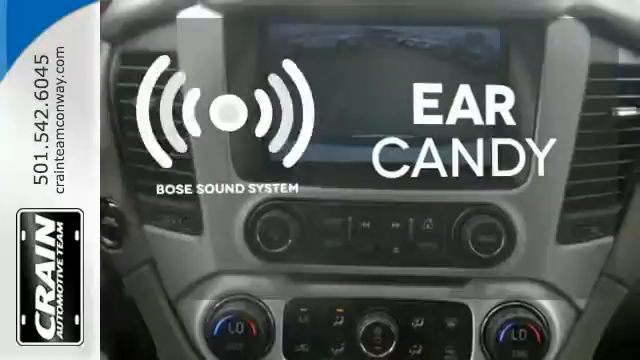 501.542.6045
crainteamconway.com
CRAIN
AUTOMOTIVE TEAM
BOSE SOUND SYSTEM
EAR
CANDY
LO
LO